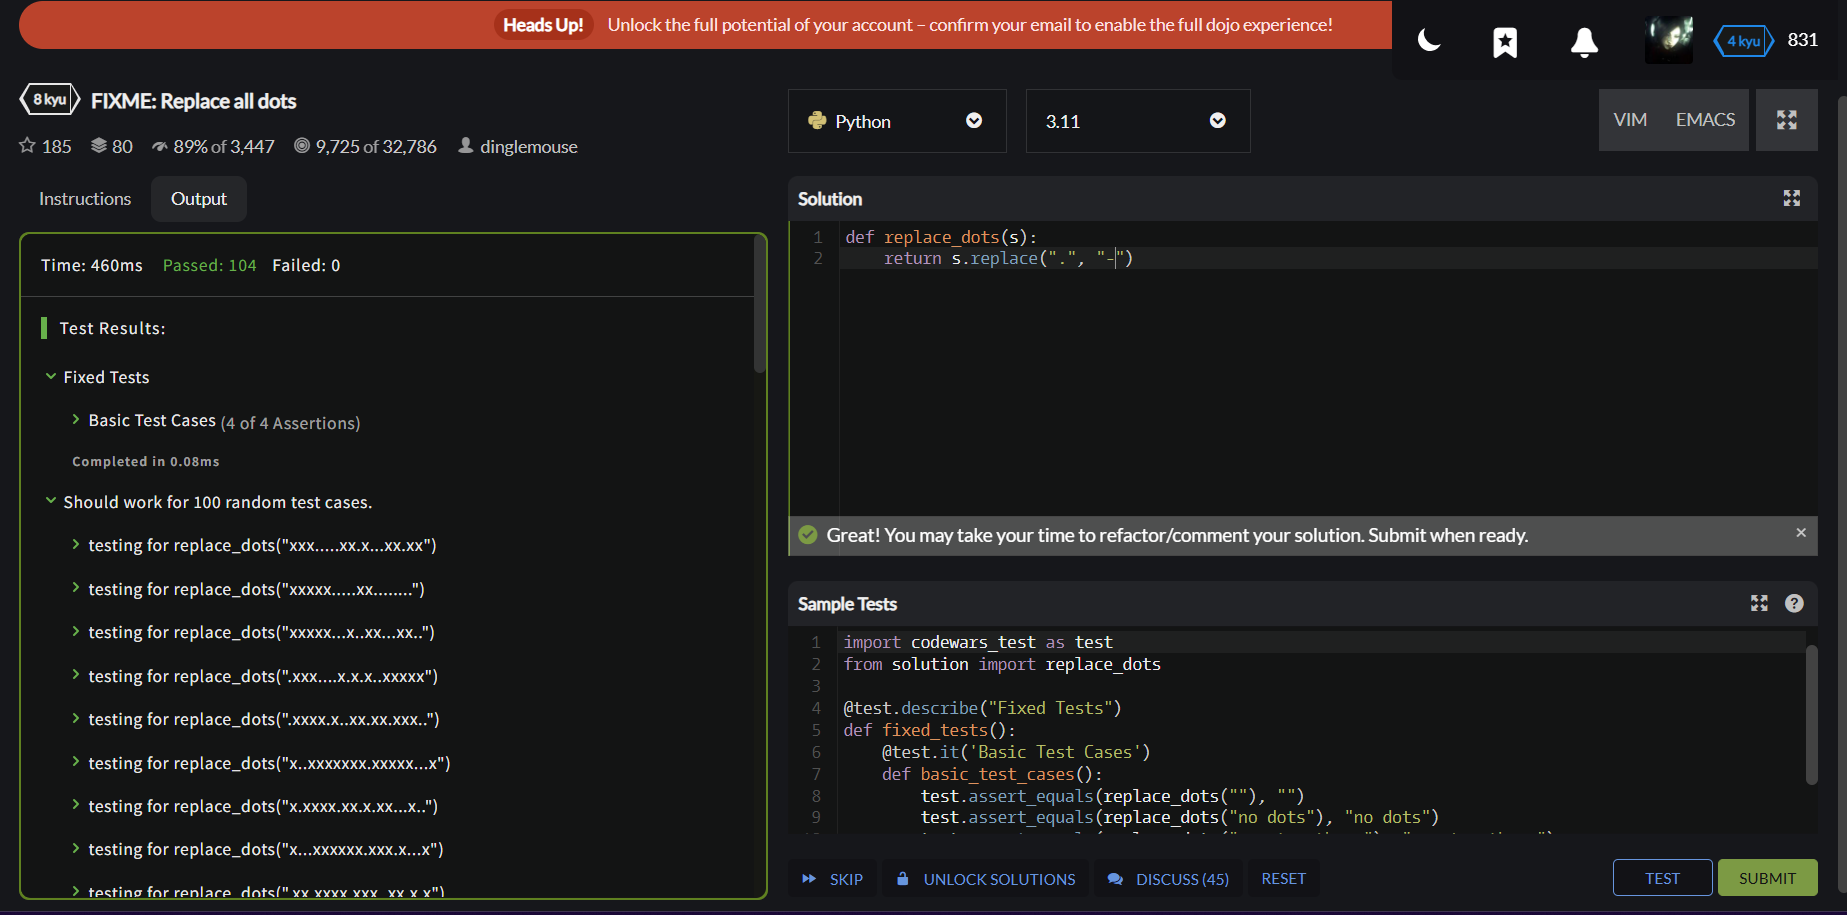 Heads Up! Unlock the full potential of your account – confirm your email to enable the full dojo experience!
4 kyu 831
8 kyu FIXME: Replace all dots
185 80 89% of 3,447 9,725 of 32,786 dinglemouse
Instructions Output
Time: 460ms Passed: 104 Failed: 0
Test Results:
Fixed Tests
Basic Test Cases (4 of 4 Assertions)
Completed in 0.08ms
Should work for 100 random test cases.
testing for replace_dots("xxx.....xx.x...xx.xx")
testing for replace_dots("xxxxx.....xx........")
testing for replace_dots("xxxxx...x..xx...xx..")
testing for replace_dots(".xxx....x.x.x..xxxxx")
testing for replace_dots(".xxxx.x..xx.xx.xxx..")
testing for replace_dots("x..xxxxxxx.xxxxx...x")
testing for replace_dots("x.xxxx.xx.x.xx...x..")
testing for replace_dots("x...xxxxxx.xxx.x...x")
testing for
Python 3.11 VIM EMACS
Solution
1 def replace_dots(s):
2 return s.replace(".", "-")
Great! You may take your time to refactor/comment your solution. Submit when ready.
Sample Tests
1 import codewars_test as test
2 from solution import replace_dots
3
4 @test.describe("Fixed Tests")
5 def fixed_tests():
6 @test.it('Basic Test Cases')
7 def basic_test_cases():
8 test.assert_equals(replace_dots(""), "")
9 test.assert_equals(replace_dots("no dots"), "no dots")
SKIP UNLOCK SOLUTIONS DISCUSS (45) RESET TEST SUBMIT